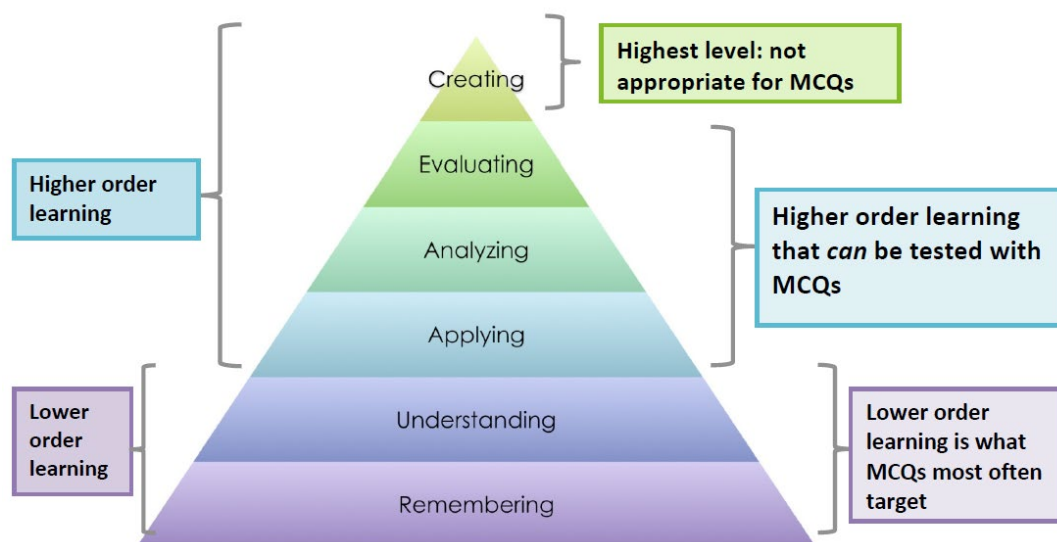 Highest level: not
appropriate for MCQs
Creating
Evaluating
Higher order
learning
Higher order learning
that can be tested with
MCQs
Analyzing
Applying
Lower
order
learning
Understanding
Lower order
learning is what
MCQs most often
target
Remembering